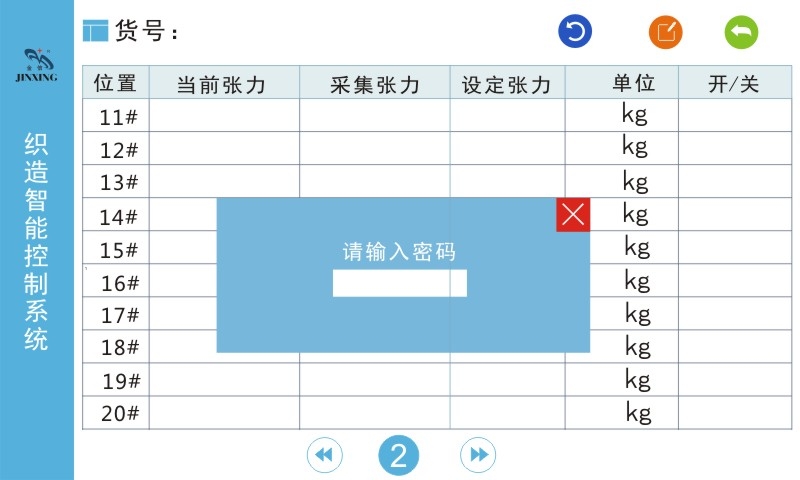 货号：
金信
JINXING
织造智能控制系统
位置 当前张力 采集张力 设定张力 单位 开/关
11# kg
12# kg
13# kg
14# kg
15# kg
16# kg
17# kg
18# kg
19# kg
20# kg
请输入密码
2